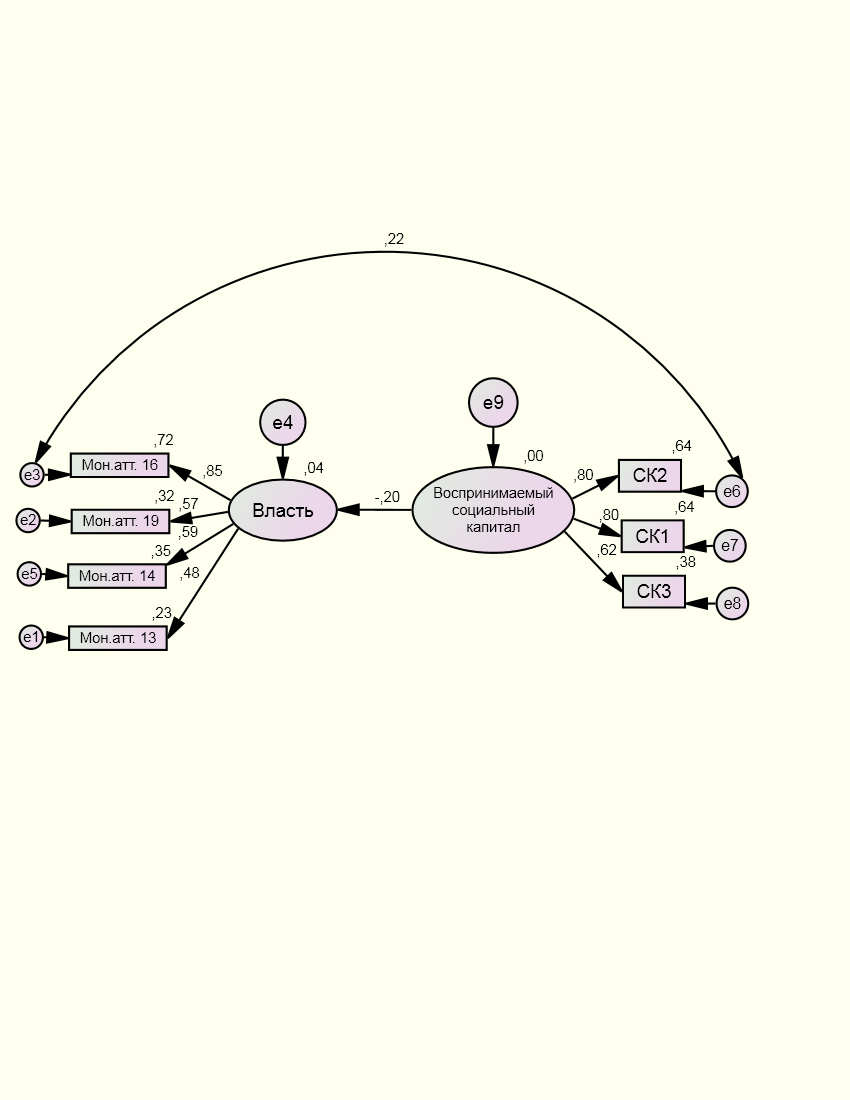 ,22
e9
e4
,72
,64
Мон.атт. 16
e3
,85
,04
,00
,80
СК2
e6
,32
,57
Власть
-,20
Воспринимаемый
социальный
капитал
,64
e2
Мон.атт. 19
,59
,80
СК1
e7
,35
,62
,38
e5
Мон.атт. 14
,48
СК3
e8
,23
e1
Мон.атт. 13